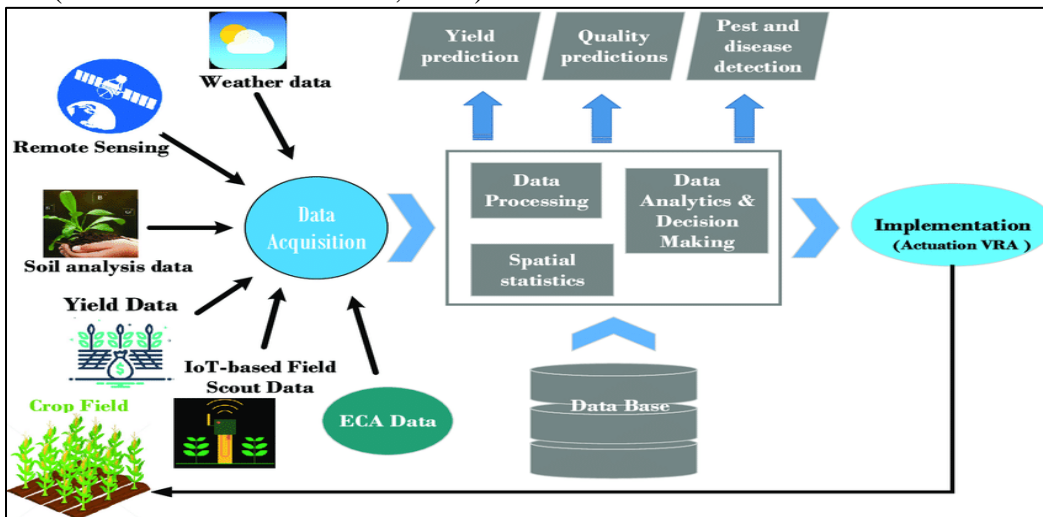 Weather data
Remote Sensing
Soil analysis data
Yield Data
IoT-based Field
Scout Data
Crop Field
ECA Data
Data
Acquisition
Yield
prediction
Quality
predictions
Pest and
disease
detection
Data
Processing
Data
Analytics &
Decision
Making
Spatial
statistics
Data Base
Implementation
(Actuation VRA )